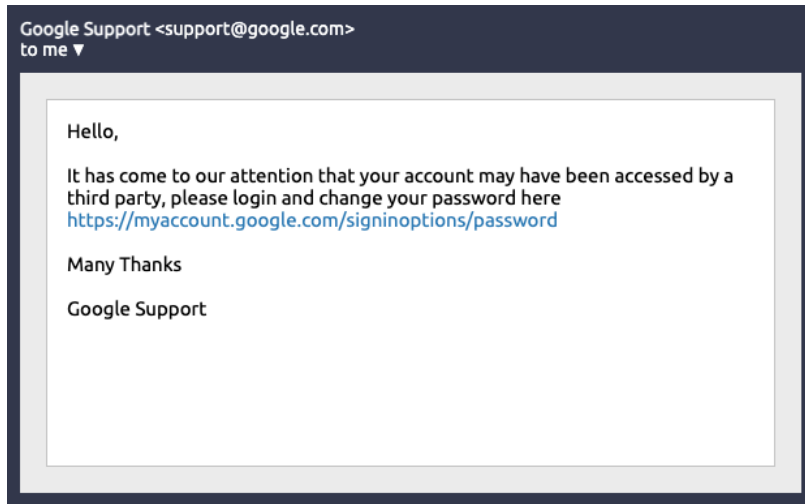 Google Support <support@google.com>
to me ▼
Hello,
It has come to our attention that your account may have been accessed by a
third party, please login and change your password here
https://myaccount.google.com/signinoptions/password
Many Thanks
Google Support